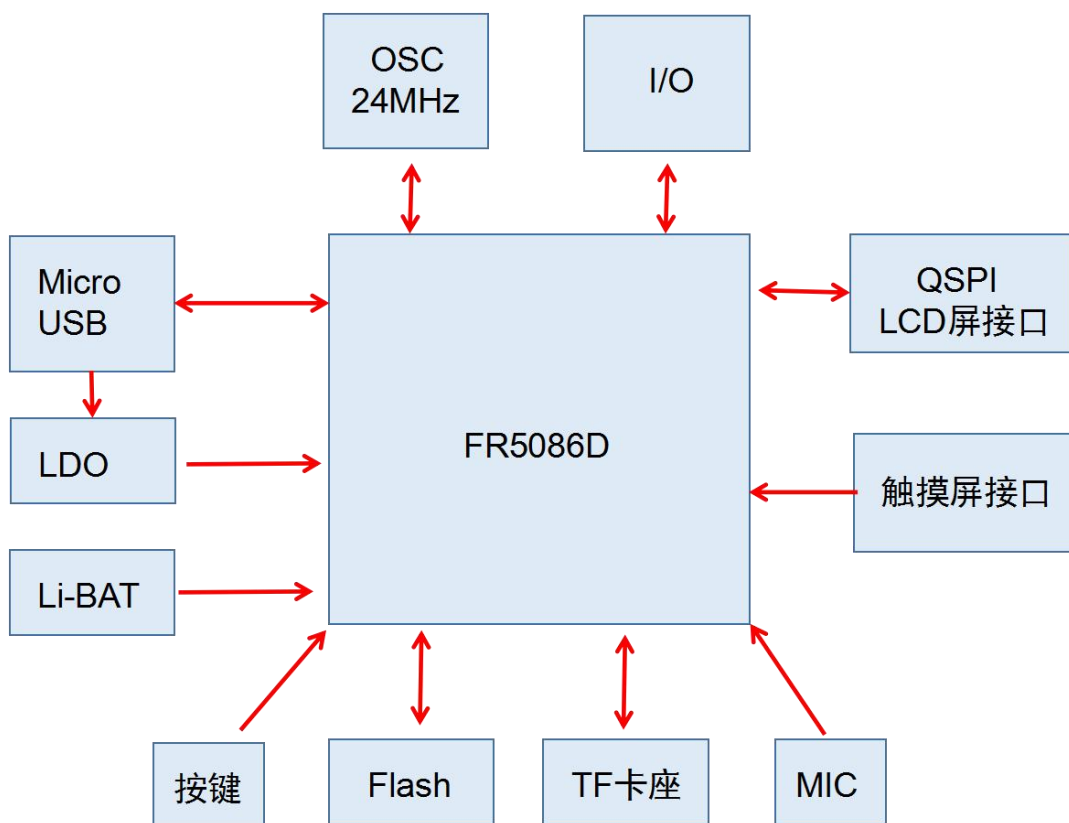 OSC
24MHz
I/O
Micro
USB
QSPI
LCD屏接口
LDO
FR5086D
触摸屏接口
Li-BAT
按键
Flash
TF卡座
MIC